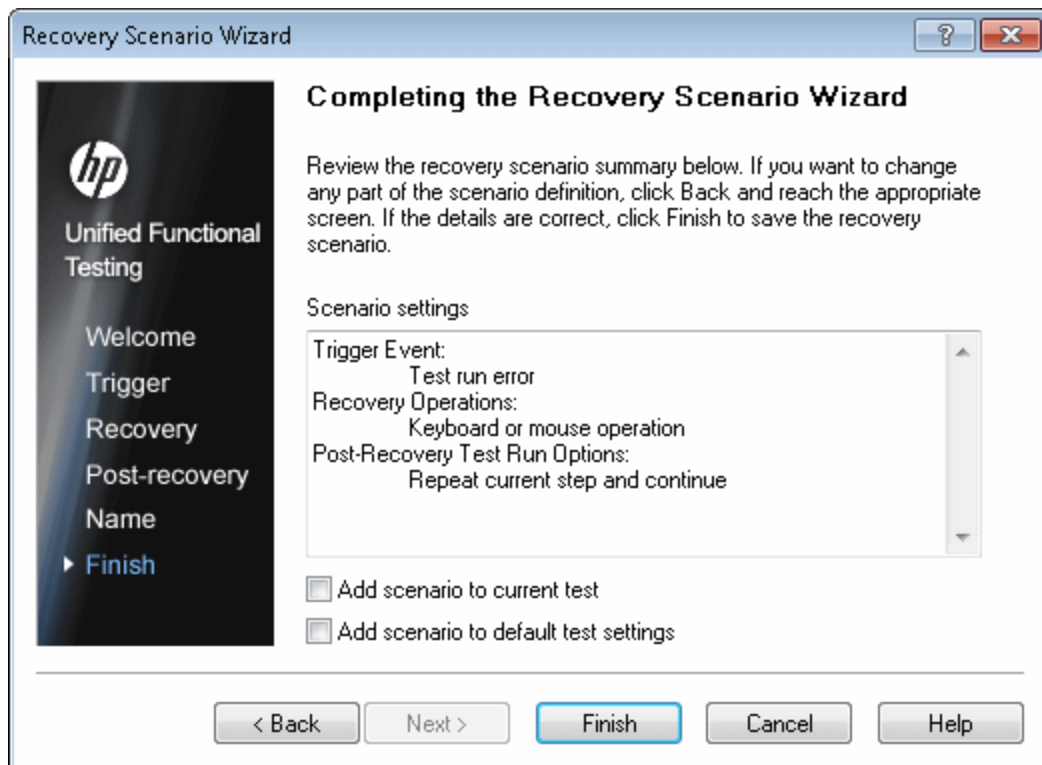 Recovery Scenario Wizard
?
hp
Unified Functional
Testing
Welcome
Trigger
Recovery
Post-recovery
Name
Finish
Completing the Recovery Scenario Wizard
Review the recovery scenario summary below. If you want to change
any part of the scenario definition, click Back and reach the appropriate
screen. If the details are correct, click Finish to save the recovery
scenario.
Scenario settings
Trigger Event:
Test run error
Recovery Operations:
Keyboard or mouse operation
Post-Recovery Test Run Options:
Repeat current step and continue
Add scenario to current test
Add scenario to default test settings
< Back Next > Finish Cancel Help